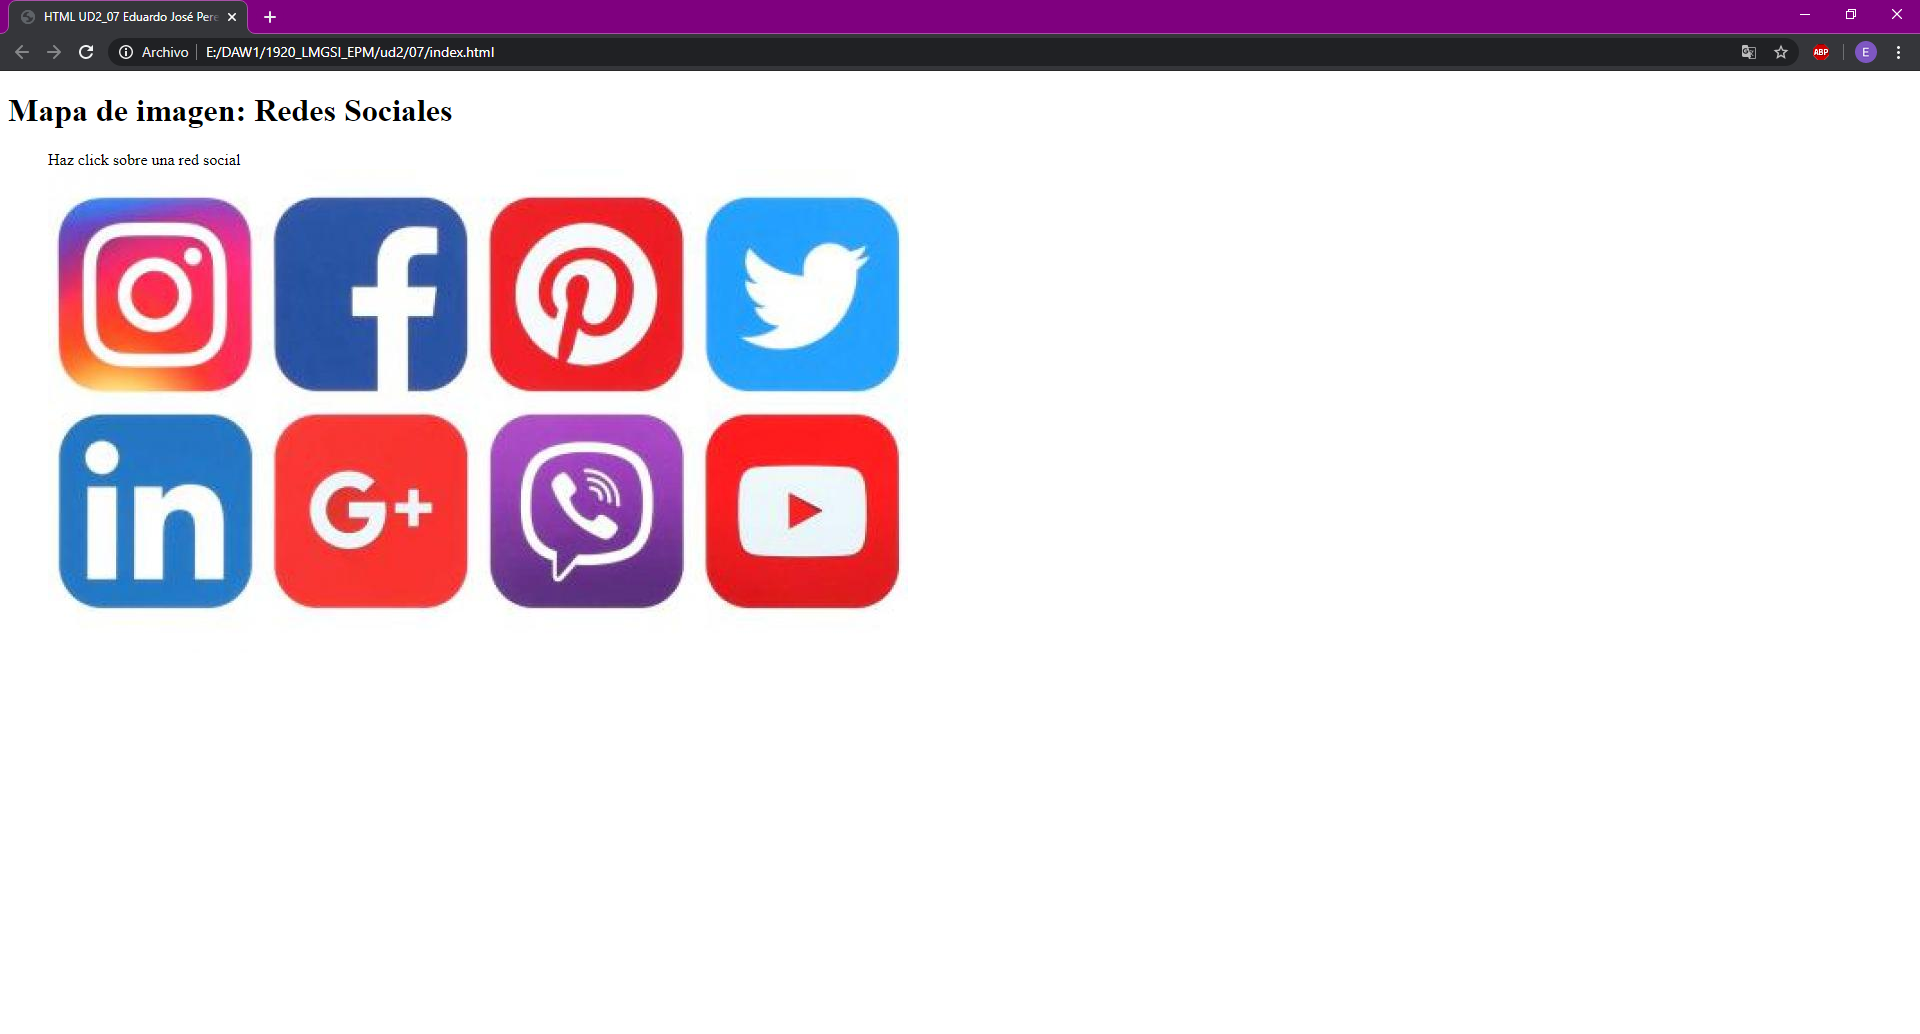 HTML UD2_07 Eduardo José Pere
Archivo E:/DAW1/1920_LMGSI_EPM/ud2/07/index.html
ABP
E
Mapa de imagen: Redes Sociales
Haz click sobre una red social
f
in
G+